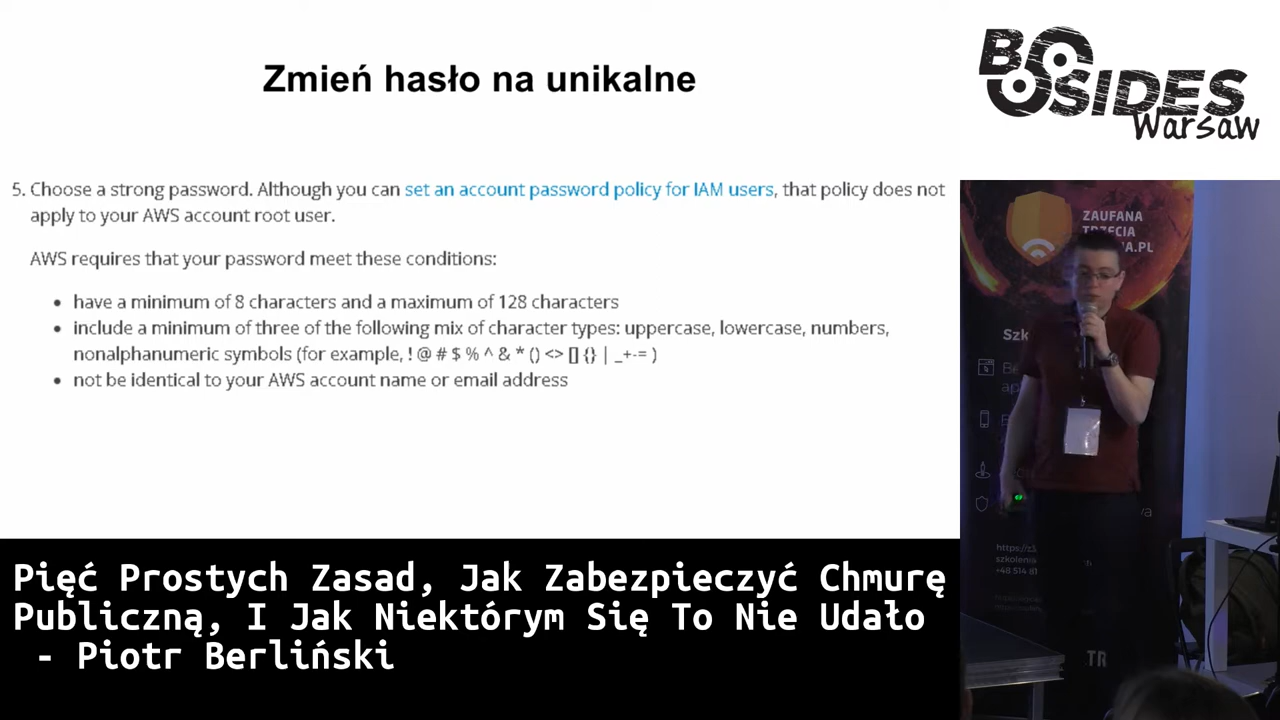 Zmień hasło na unikalne
5. Choose a strong password. Although you can set an account password policy for IAM users, that policy does not
apply to your AWS account root user.
AWS requires that your password meet these conditions:
• have a minimum of 8 characters and a maximum of 128 characters
• include a minimum of three of the following mix of character types: uppercase, lowercase, numbers,
nonalphanumeric symbols (for example, ! @ # $ % ^ & * () <> [] {} | _+-= )
• not be identical to your AWS account name or email address
BSIDES
Warsaw
ZAUFANA
TRZECIA
.PL
+48 514
TR
Pięć Prostych Zasad, Jak Zabezpieczyć Chmurę
Publiczną, I Jak Niektórym Się To Nie Udało
- Piotr Berliński